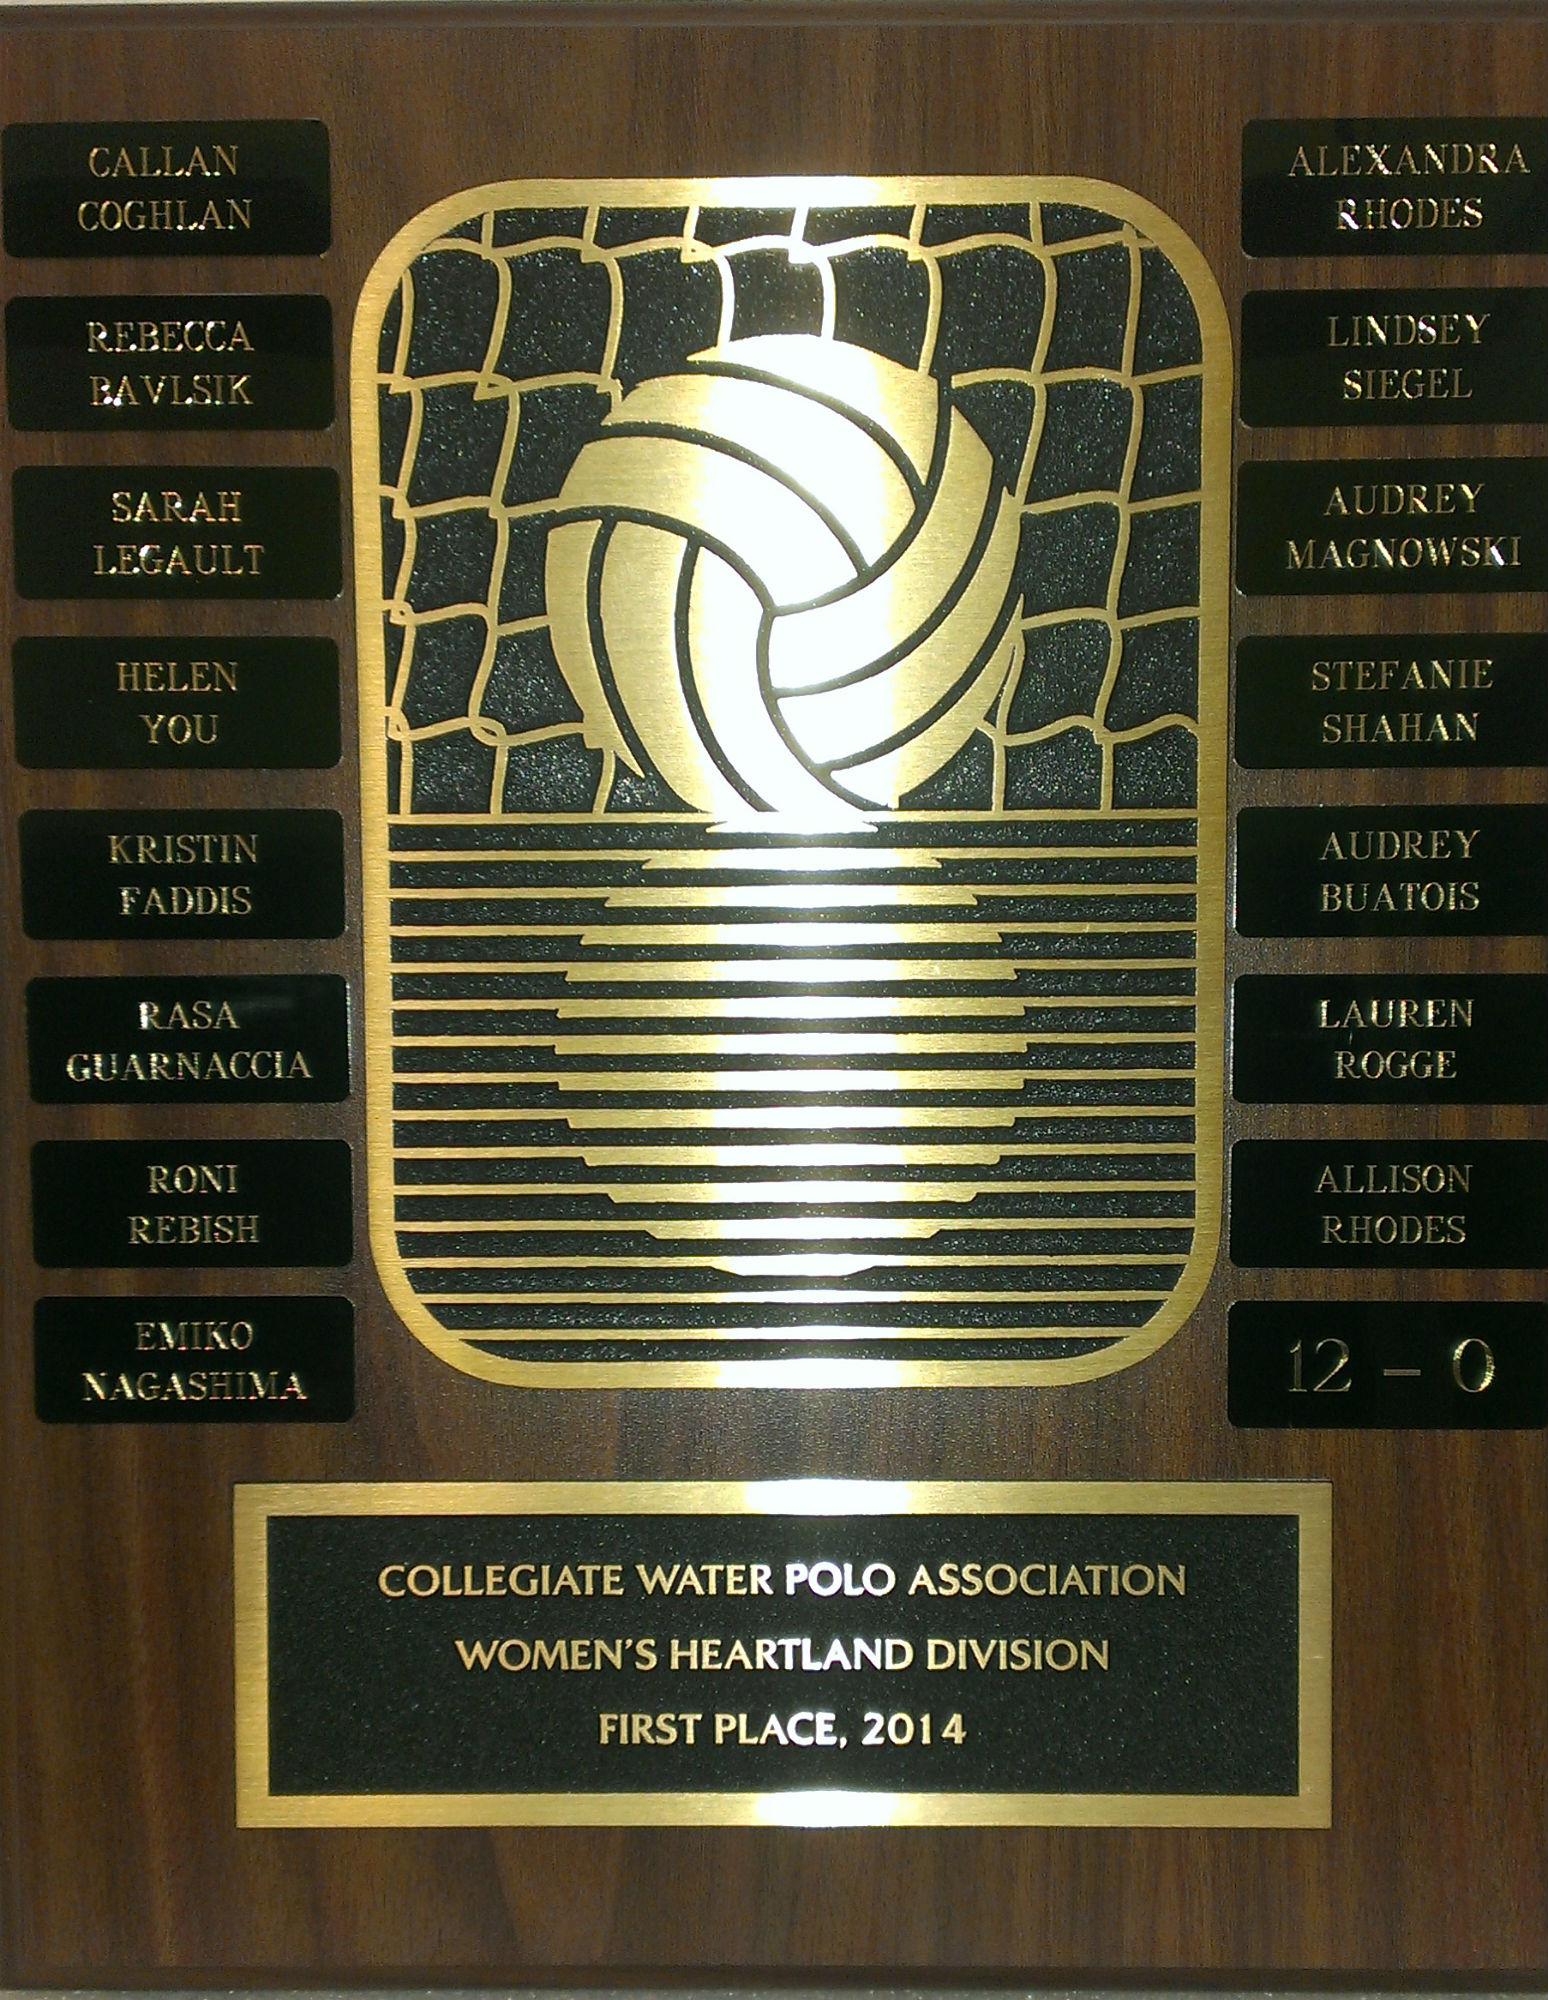 CALLAN
COGHLAN
REBECCA
BAVLSIK
SARAH
LEGAULT
HELEN
YOU
KRISTIN
FADDIS
RASA
GUARNACCIA
RONI
REBISH
EMIKO
NAGASHIMA
ALEXANDRA
RHODES
LINDSEY
SIEGEL
AUDREY
MAGNOWSKI
STEFANIE
SHAHAN
AUDREY
BUATOIS
LAUREN
ROGGE
ALLISON
RHODES
12 - 0
COLLEGIATE WATER POLO ASSOCIATION
WOMEN'S HEARTLAND DIVISION
FIRST PLACE, 2014